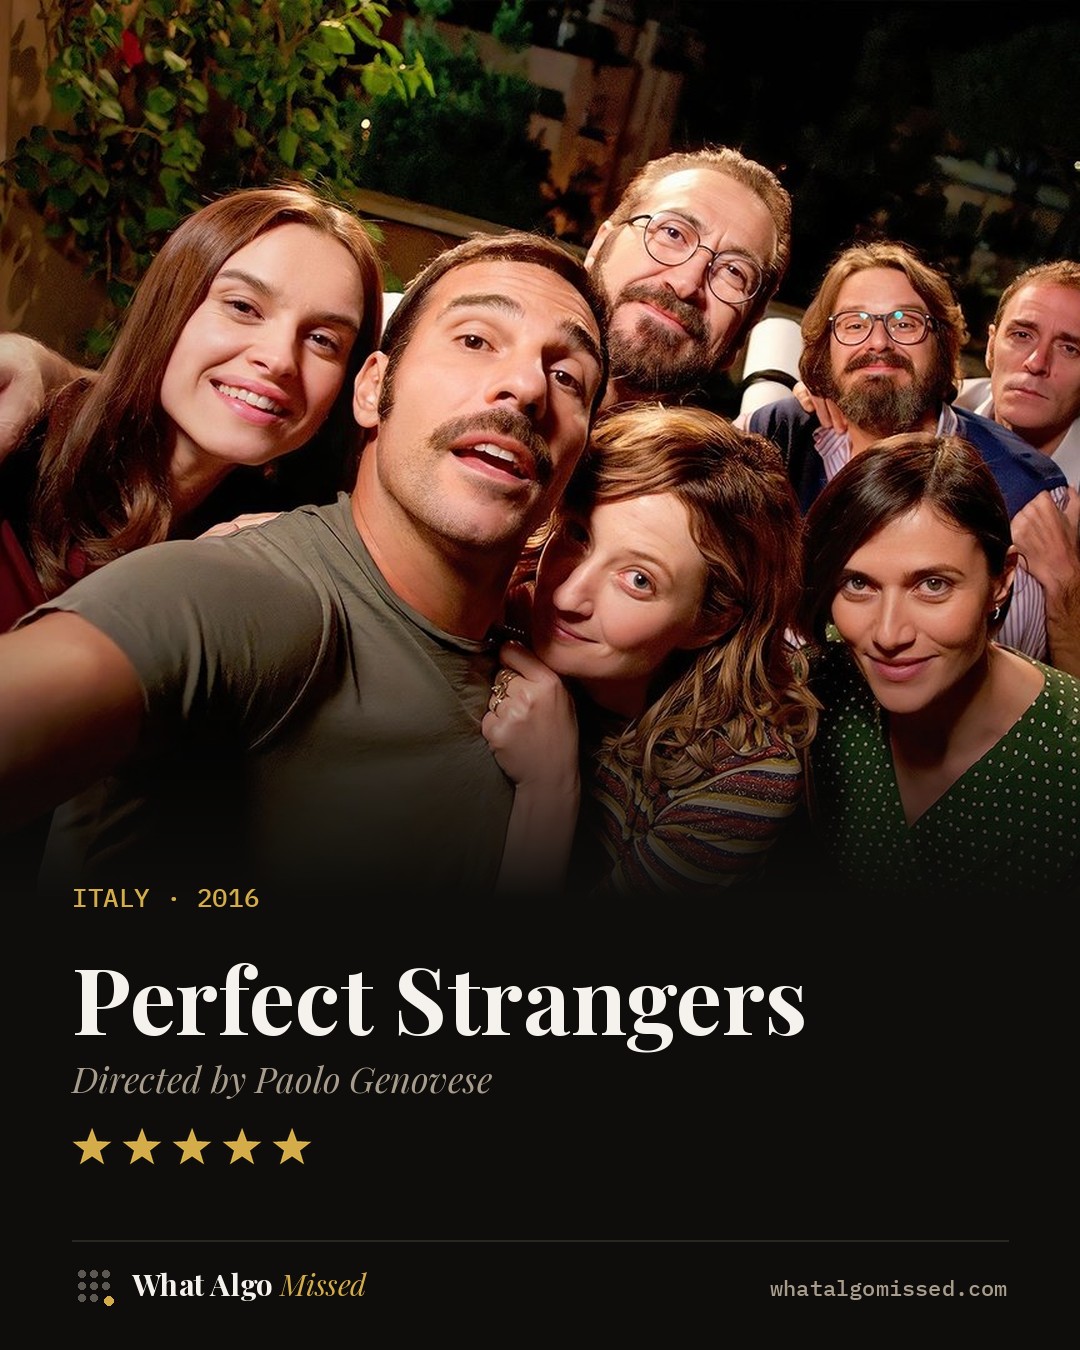 ITALY · 2016
Perfect Strangers
Directed by Paolo Genovese
What Algo Missed
whatalgomissed.com